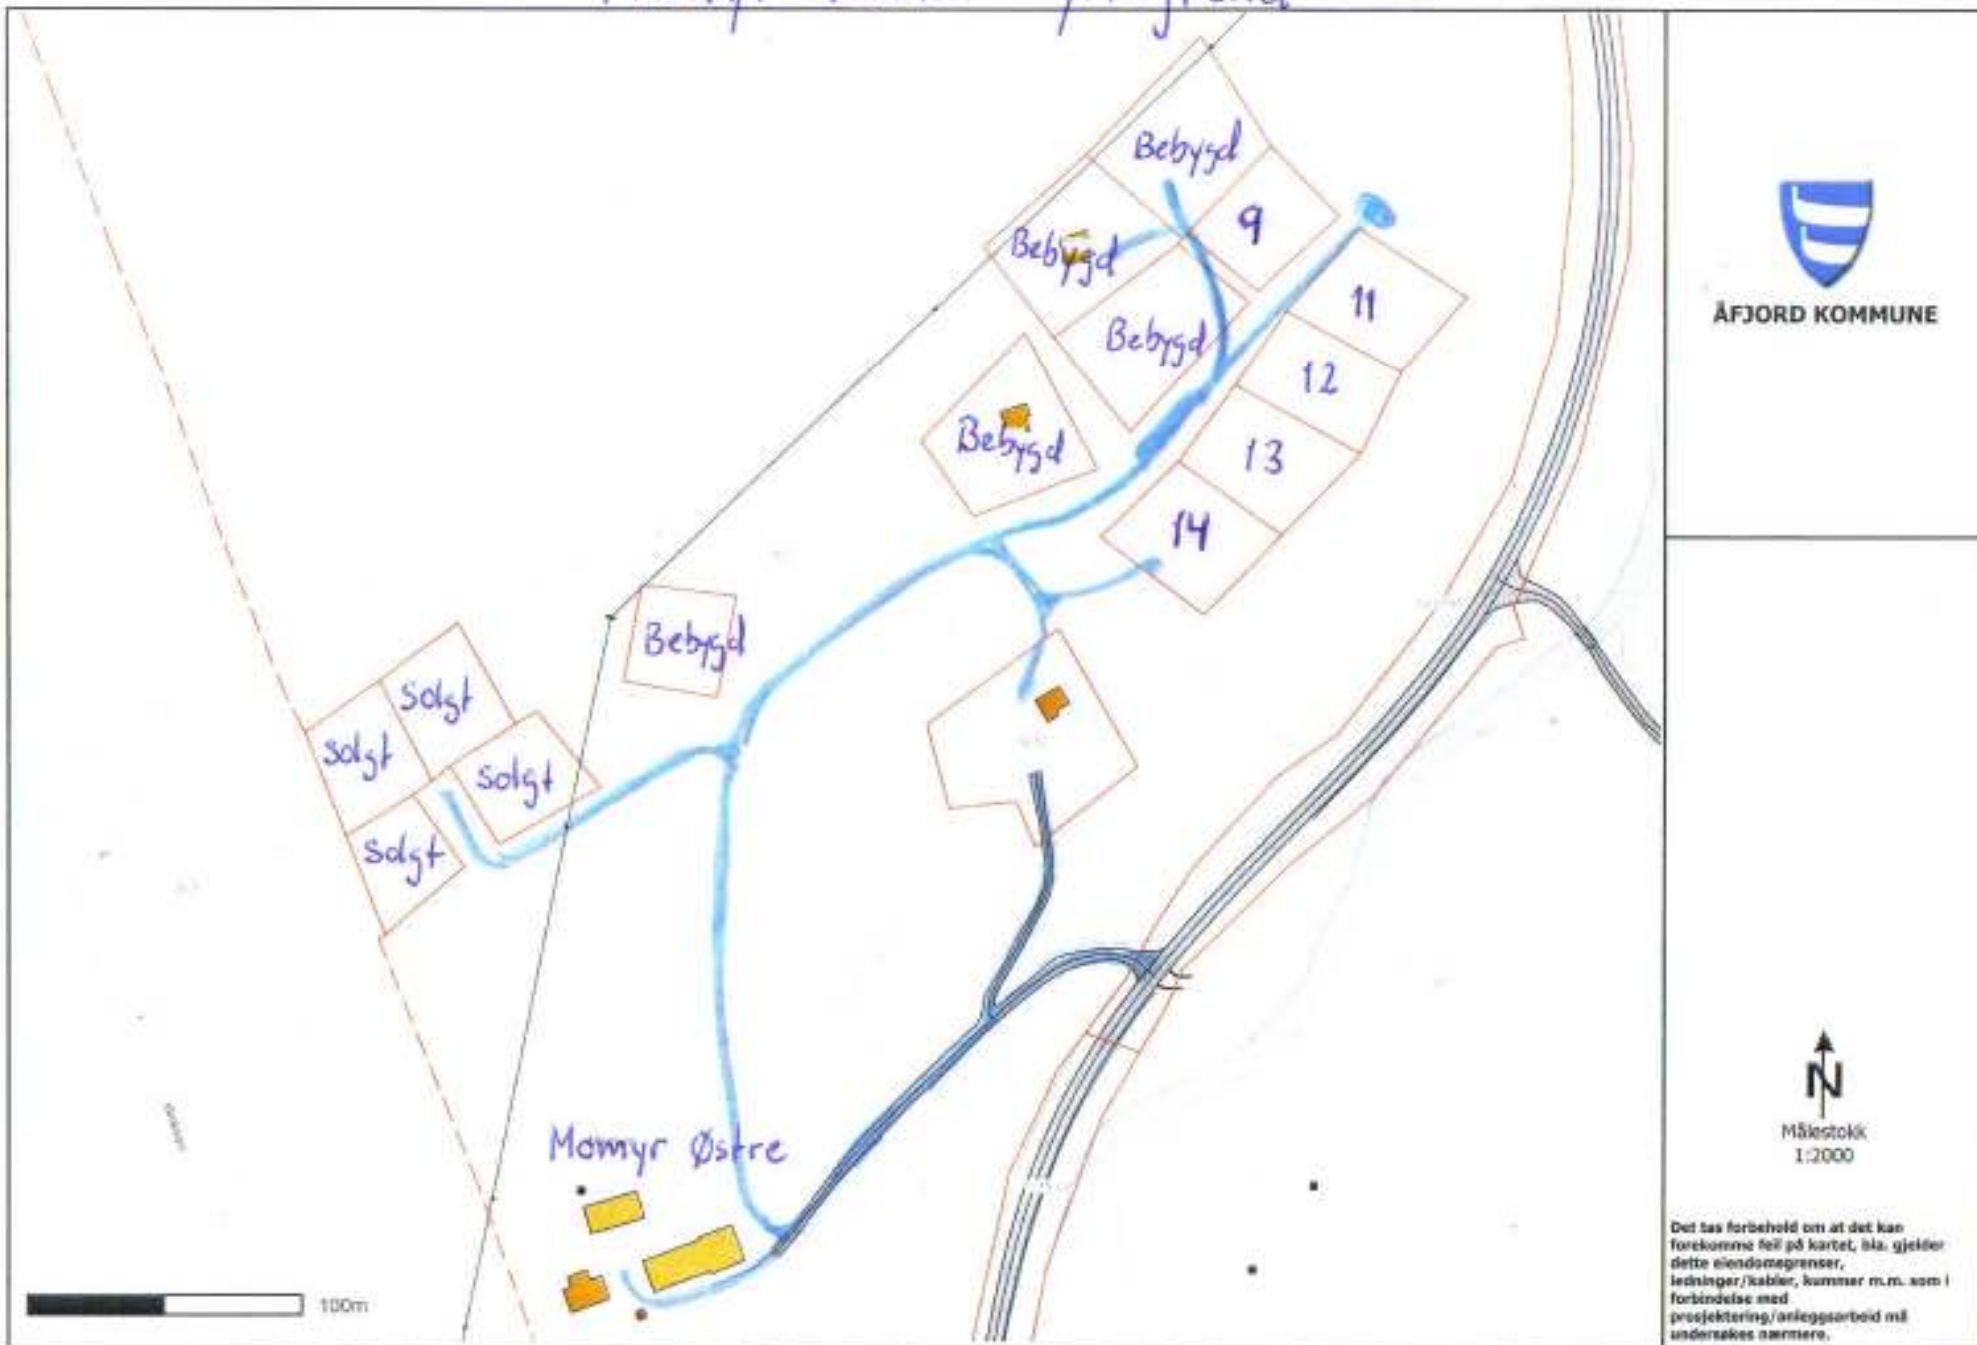 Bebygd
9
Bebygd
11
Bebygd
12
Bebygd
13
14
Bebygd
Solgt
Solgt
Solgt
Solgt
Momyr Østre
100m
ÅFJORD KOMMUNE
N
Målestokk
1:2000
Det tas forbehold om at det kan
forekomme feil på kartet, bla. gjelder
dette eiendomsgrenser,
ledninger/kabler, kummer m.m. som i
forbindelse med
prosjektering/anleggsarbeid må
undersøkes nærmere.